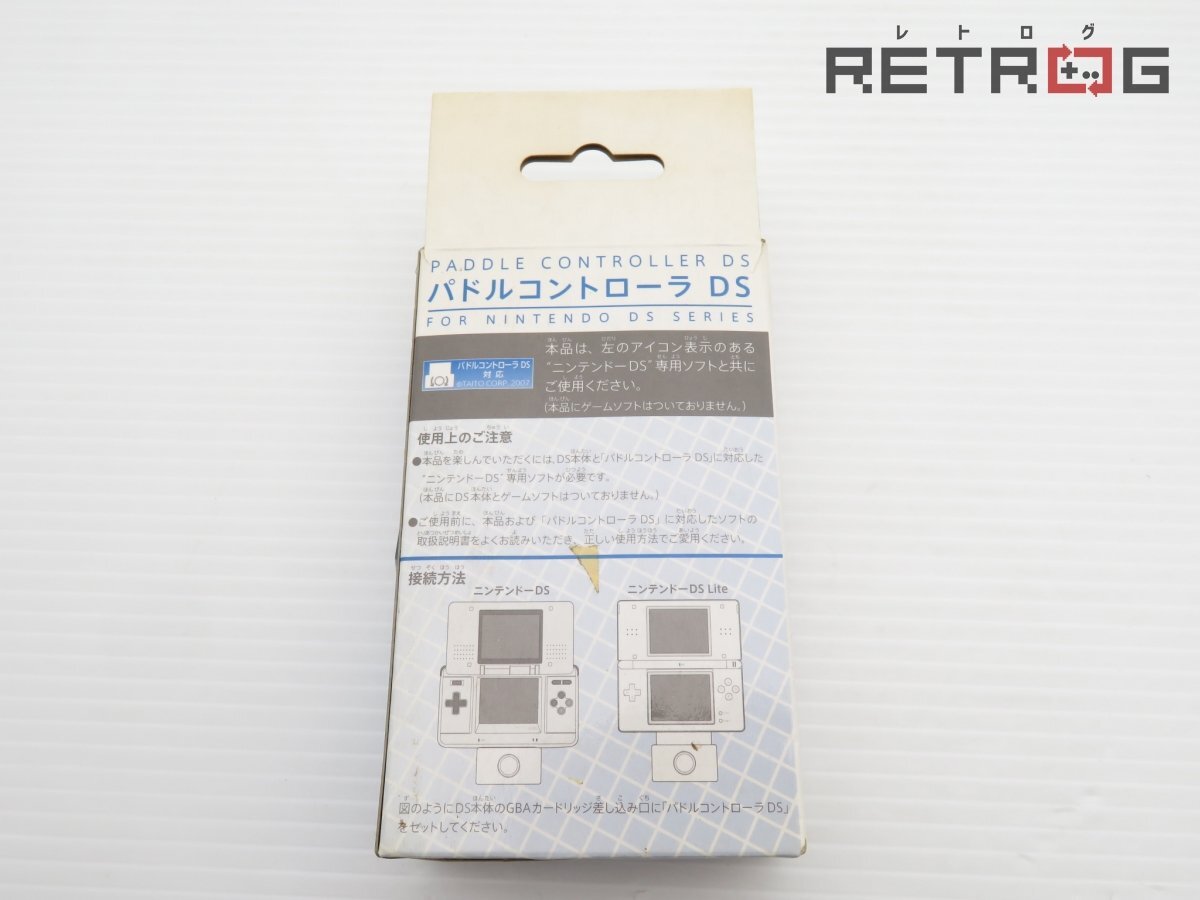 レトログ
RETROG
PADDLE CONTROLLER DS
パドルコントローラ DS
FOR NINTENDO DS SERIES
パドルコントローラ DS
対応
©TAITO CORP. 2007
本品は、左のアイコン表示のある
"ニンテンドーDS"専用ソフトと共に
ご使用ください。
(本品にゲームソフトはついておりません。)
使用上のご注意
●本品を楽しんでいただくには、DS本体と「パドルコントローラ DS」に対応した
"ニンテンドーDS"専用ソフトが必要です。
(本品にDS本体とゲームソフトはついておりません。)
●ご使用前に、本品および「パドルコントローラ DS」に対応したソフトの
取扱説明書をよくお読みいただき、正しい使用方法でご愛用ください。
接続方法
ニンテンドーDS
ニンテンドーDS Lite
図のようにDS本体のGBAカードリッジ差し込み口に「パドルコントローラ DS」
をセットしてください。